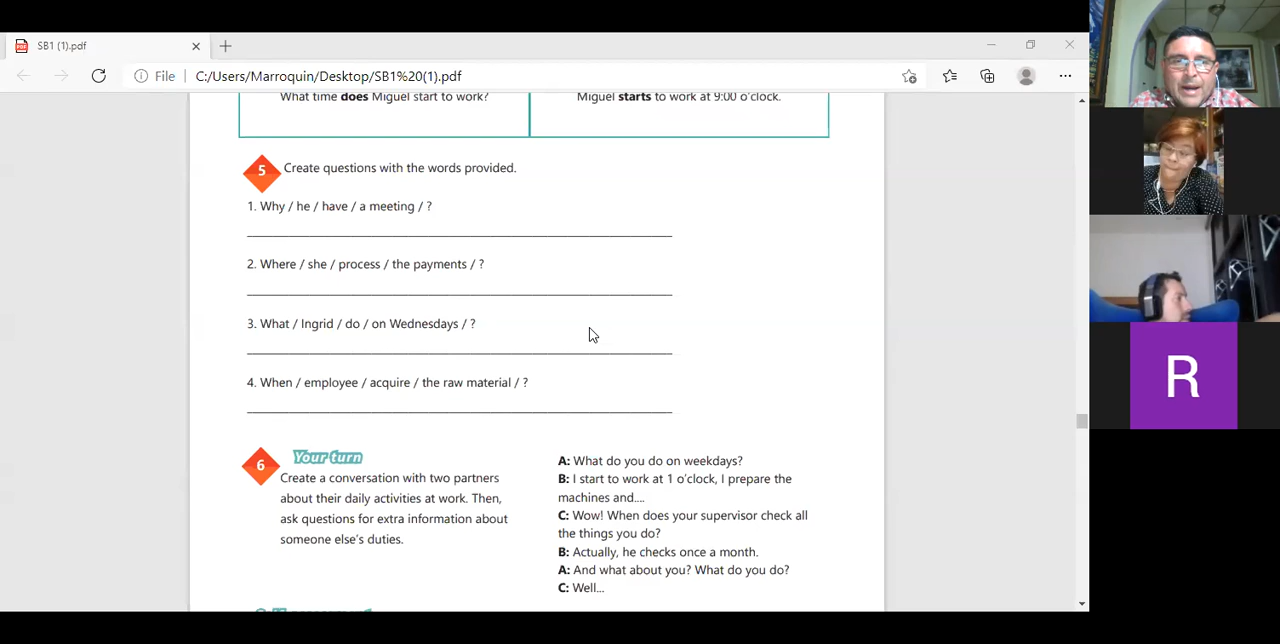 SB1 (1).pdf
File
C:/Users/Marroquin/Desktop/SB1%20(1).pdf
What time does Miguel start to work?
Miguel starts to work at 9:00 o'clock.
5 Create questions with the words provided.
1. Why / he / have / a meeting / ?
2. Where / she / process / the payments / ?
3. What / Ingrid / do / on Wednesdays / ?
4. When / employee / acquire / the raw material / ?
6 Your turn
Create a conversation with two partners
about their daily activities at work. Then,
ask questions for extra information about
someone else's duties.
A: What do you do on weekdays?
B: I start to work at 1 o'clock, I prepare the
machines and....
C: Wow! When does your supervisor check all
the things you do?
B: Actually, he checks once a month.
A: And what about you? What do you do?
C: Well...
R